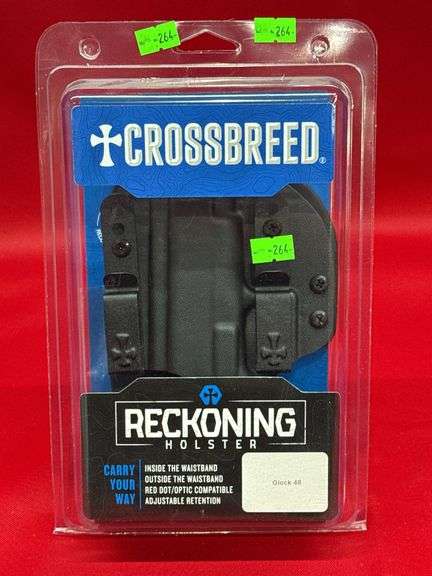 264-
264-
CROSSBREED
264-
RECKONING
HOLSTER
CARRY YOUR WAY
INSIDE THE WAISTBAND
OUTSIDE THE WAISTBAND
RED DOT/OPTIC COMPATIBLE
ADJUSTABLE RETENTION
Glock 48